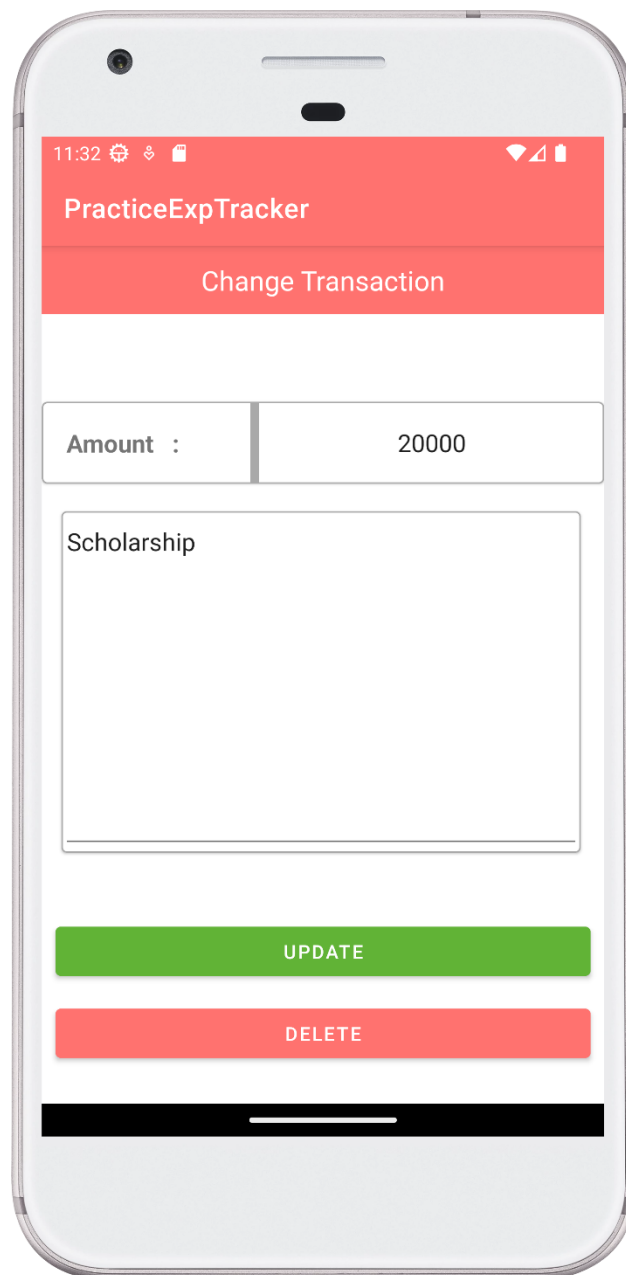 11:32
PracticeExpTracker
Change Transaction
Amount :
20000
Scholarship
UPDATE
DELETE